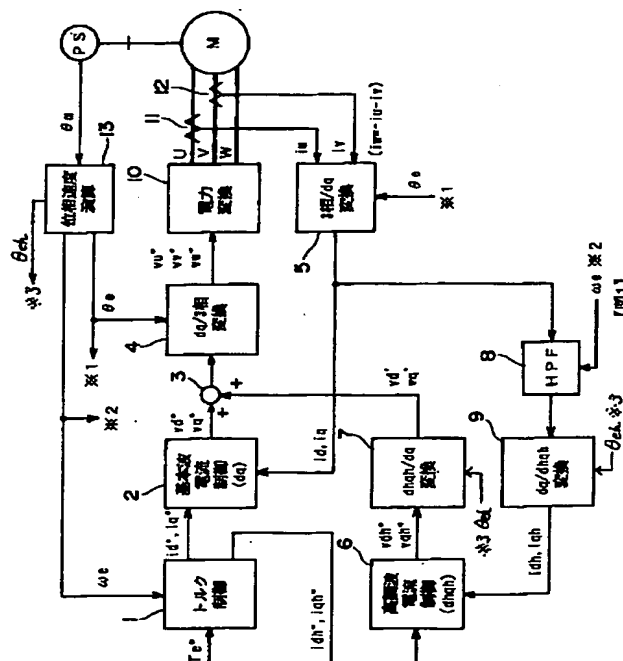 PS
θa
M
12
11
U
V
W
13
位相速度
演算
θeh
※3
10
電力
変換
iu
iv
(iw=-iu-iv)
3相/dq
変換
5
θe
※1
vu*
vv*
vw*
dq/3相
変換
4
θe
※1
※2
3
+
+
vd*
vq*
基本波
電流
制御
(dq)
2
id*,iq*
id,iq
vd'
vq'
7
dhqh/dq
変換
※3 θeh
8
HPF
ωe ※2
9
dq/dhqh
変換
θeh ※3
idh,iqh
vdh*
vqh*
6
高調波
電流
制御
(dhqh)
ωe
1
トルク
制御
Te*
idh*,iqh*
【図1】